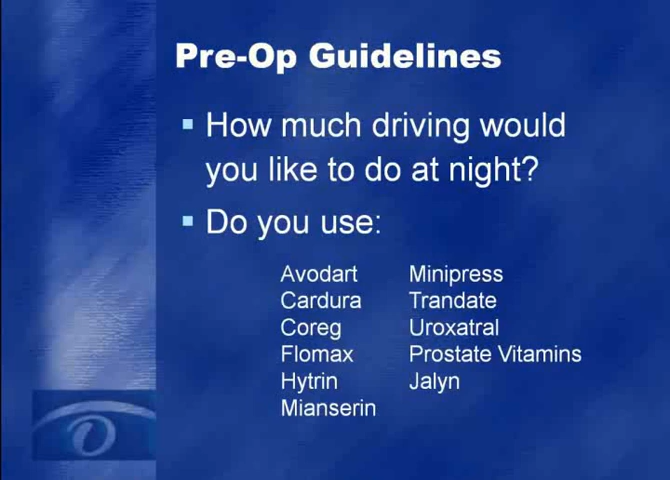 Pre-Op Guidelines
How much driving would
you like to do at night?
Do you use:
Avodart Minipress
Cardura Trandate
Coreg Uroxatral
Flomax Prostate Vitamins
Hytrin Jalyn
Mianserin